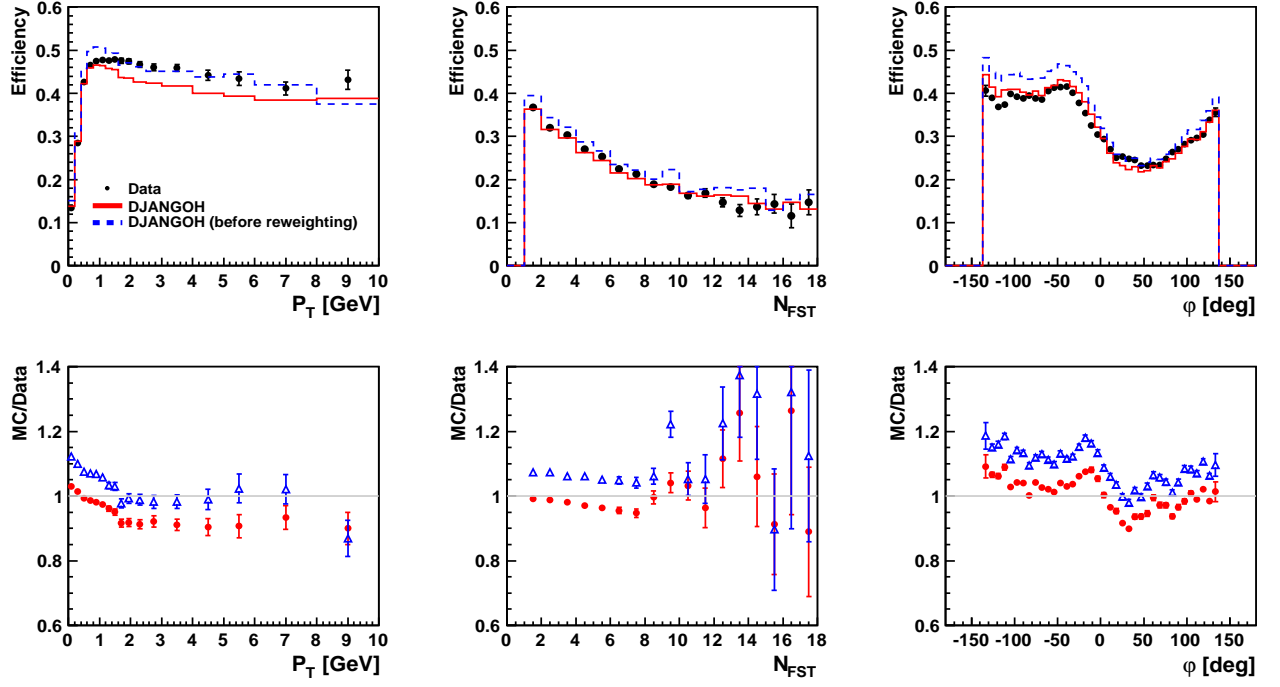 Efficiency
0.6
0.5
0.4
0.3
0.2
0.1
0
Data
DJANGOH
DJANGOH (before reweighting)
0 1 2 3 4 5 6 7 8 9 10
P_T [GeV]
Efficiency
0.6
0.5
0.4
0.3
0.2
0.1
0
2 4 6 8 10 12 14 16 18
N_FST
Efficiency
0.6
0.5
0.4
0.3
0.2
0.1
0
-150 -100 -50 0 50 100 150
φ [deg]
MC/Data
1.4
1.2
1
0.8
0.6
0 1 2 3 4 5 6 7 8 9 10
P_T [GeV]
MC/Data
1.4
1.2
1
0.8
0.6
2 4 6 8 10 12 14 16 18
N_FST
MC/Data
1.4
1.2
1
0.8
0.6
-150 -100 -50 0 50 100 150
φ [deg]